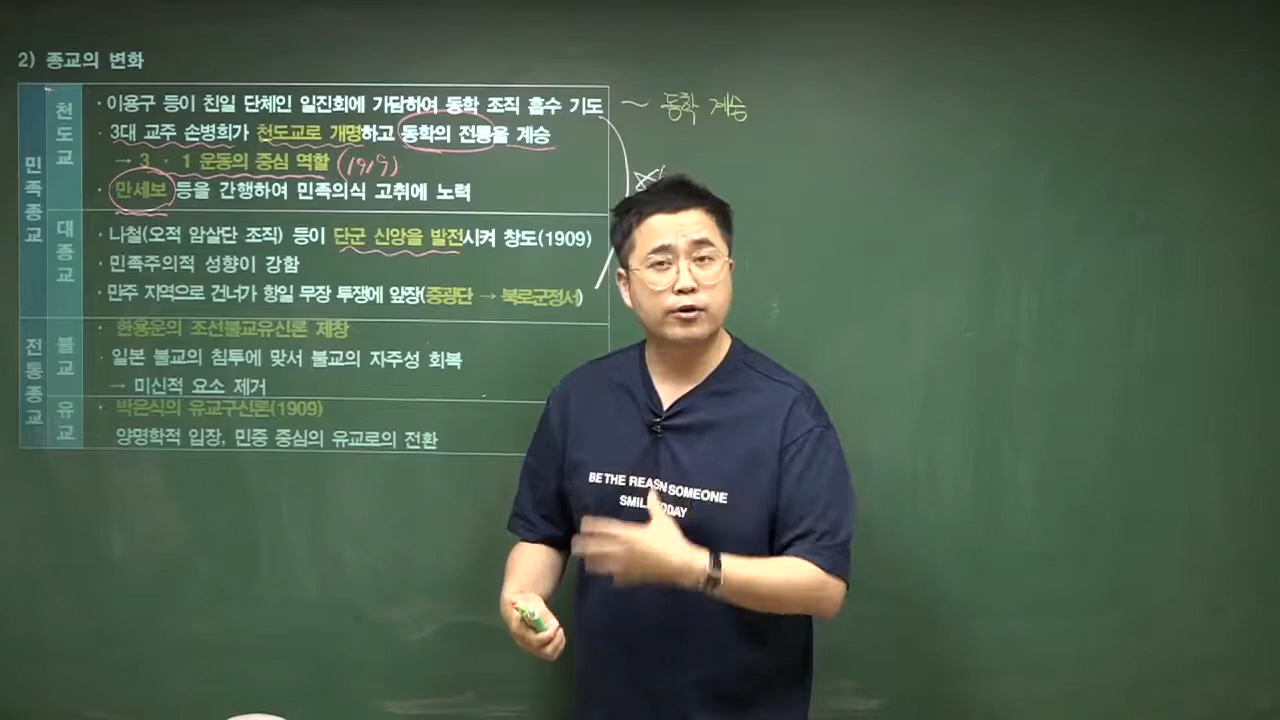 2) 종교의 변화
민족종교
천도교
· 이용구 등이 친일 단체인 일진회에 가담하여 동학 조직 흡수 기도
~ 동학 계승
· 3대 교주 손병희가 천도교로 개명하고 동학의 전통을 계승
→ 3 · 1 운동의 중심 역할 (1919)
· 만세보 등을 간행하여 민족의식 고취에 노력
대종교
· 나철(오적 암살단 조직) 등이 단군 신앙을 발전시켜 창도(1909)
· 민족주의적 성향이 강함
· 만주 지역으로 건너가 항일 무장 투쟁에 앞장(중광단 → 북로군정서)
전통종교
불교
· 한용운의 조선불교유신론 제창
· 일본 불교의 침투에 맞서 불교의 자주성 회복
→ 미신적 요소 제거
유교
· 박은식의 유교구신론(1909)
양명학적 입장, 민중 중심의 유교로의 전환
BE THE REASN SOMEONE
SMIL ODAY